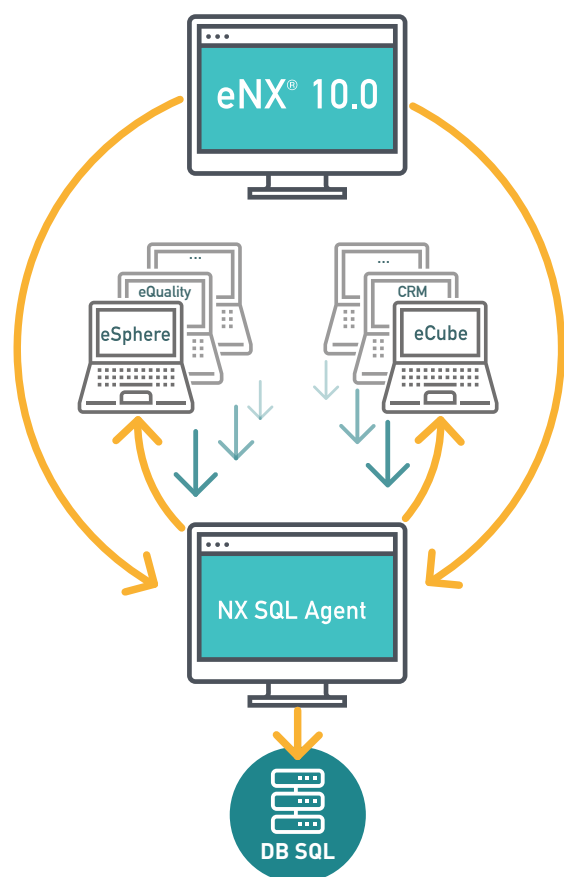 eNX® 10.0
...
eQuality
eSphere
...
CRM
eCube
NX SQL Agent
DB SQL